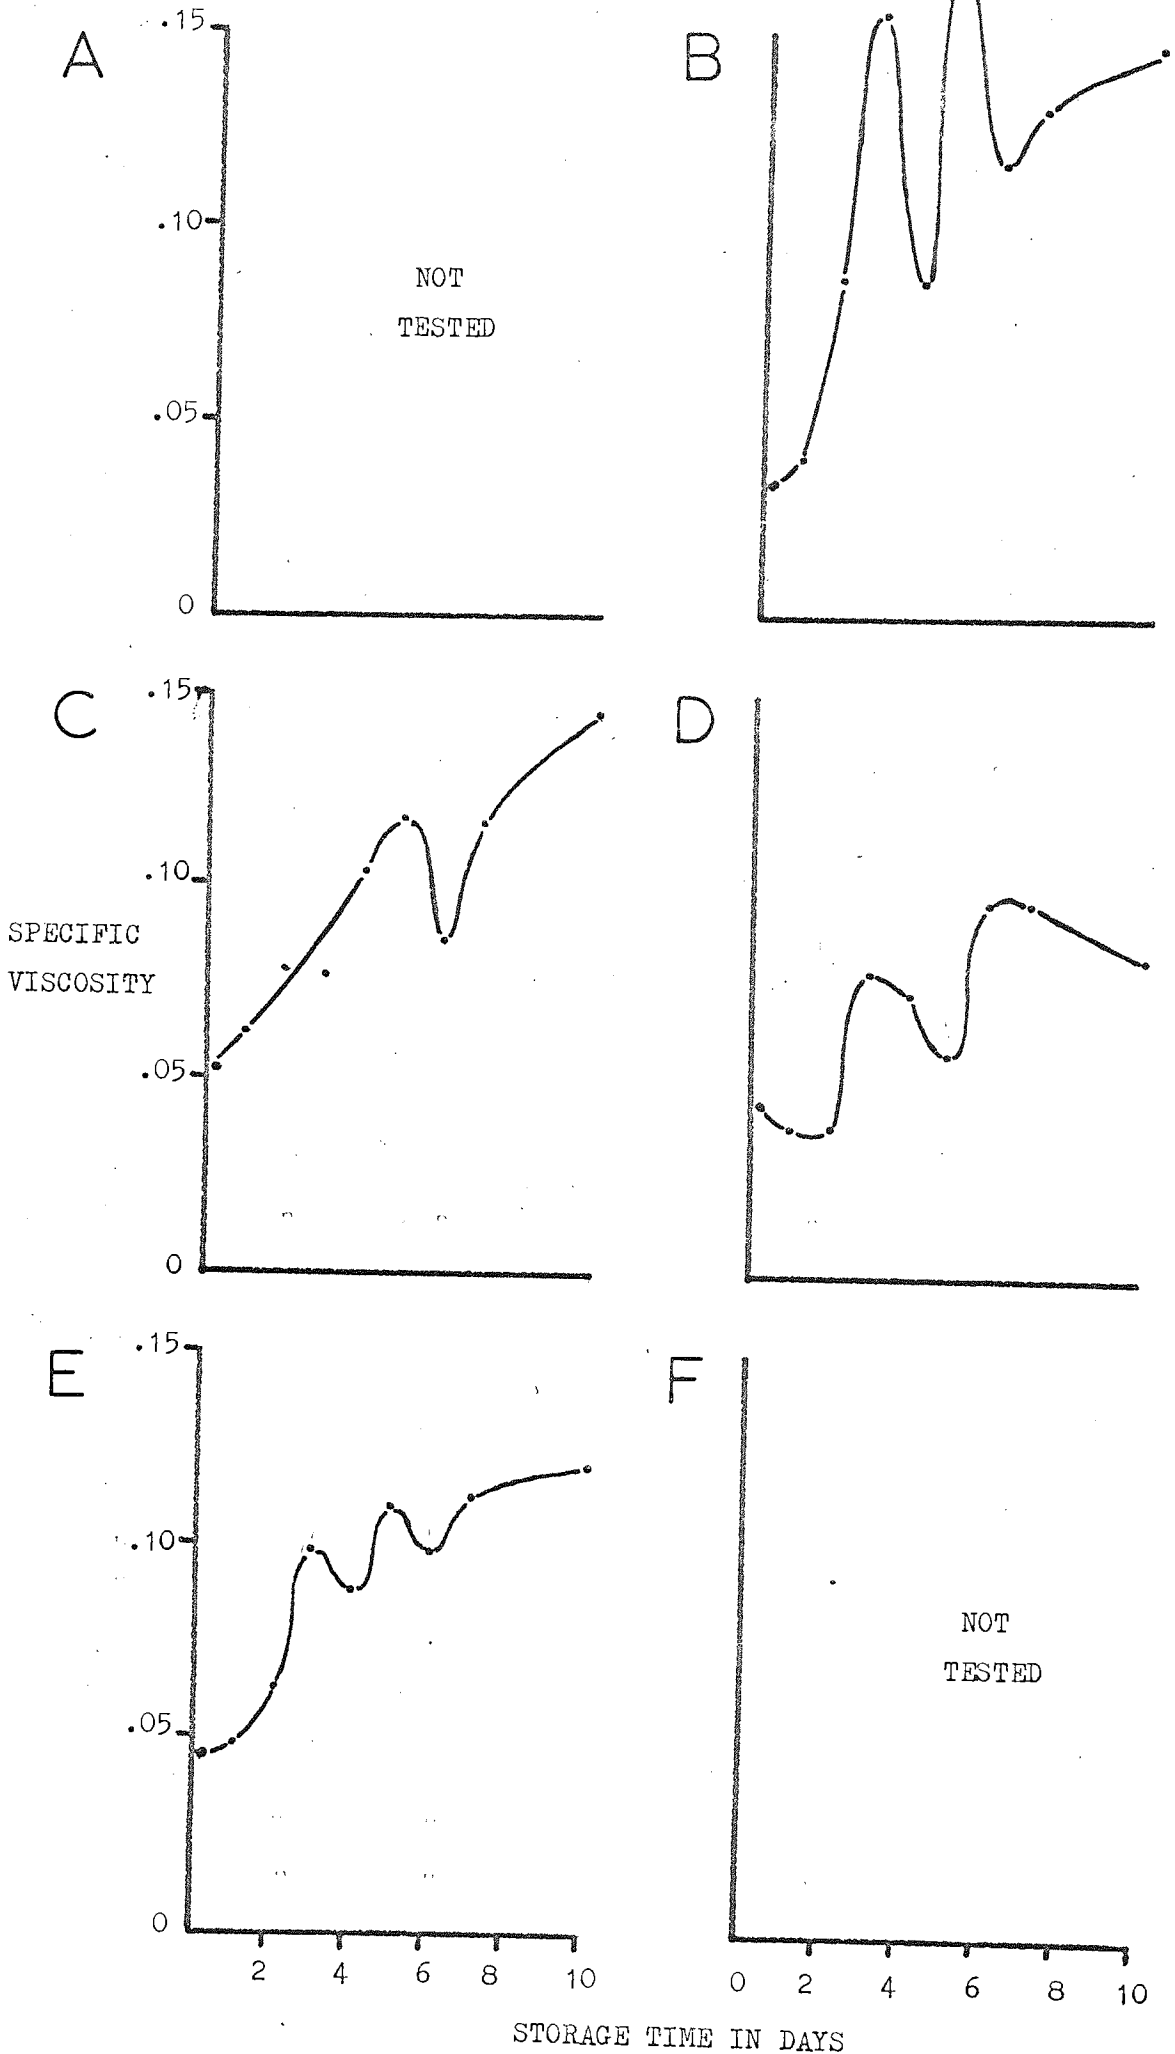 A
.15
.10
NOT
TESTED
.05
0
B
C
.15
.10
SPECIFIC
VISCOSITY
.05
0
D
E
.15
.10
.05
0
2 4 6 8 10
F
NOT
TESTED
0 2 4 6 8 10
STORAGE TIME IN DAYS